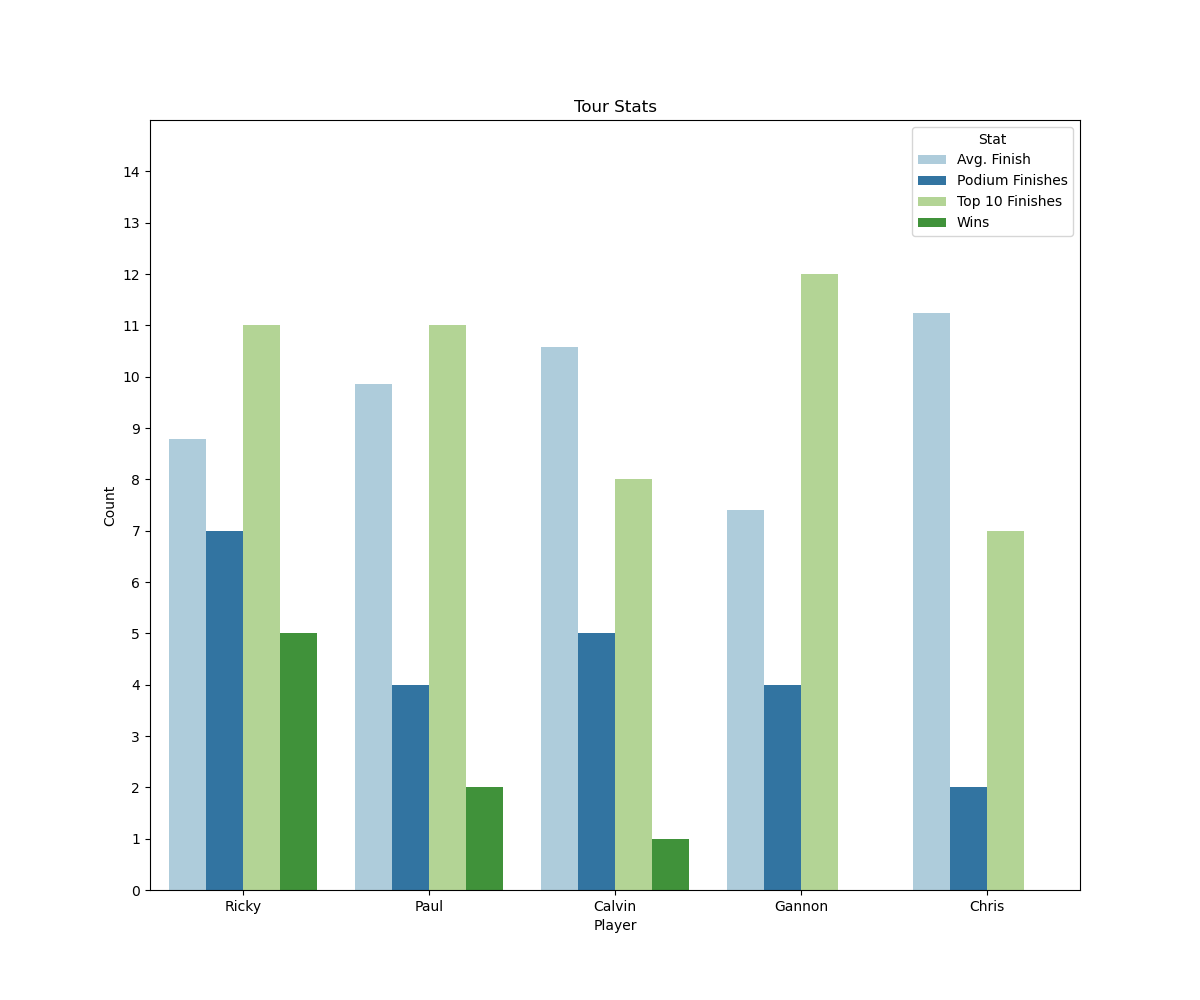 Tour Stats
Stat
Avg. Finish
Podium Finishes
Top 10 Finishes
Wins
14
13
12
11
10
9
8
7
6
5
4
3
2
1
0
Count
Ricky Paul Calvin Gannon Chris
Player